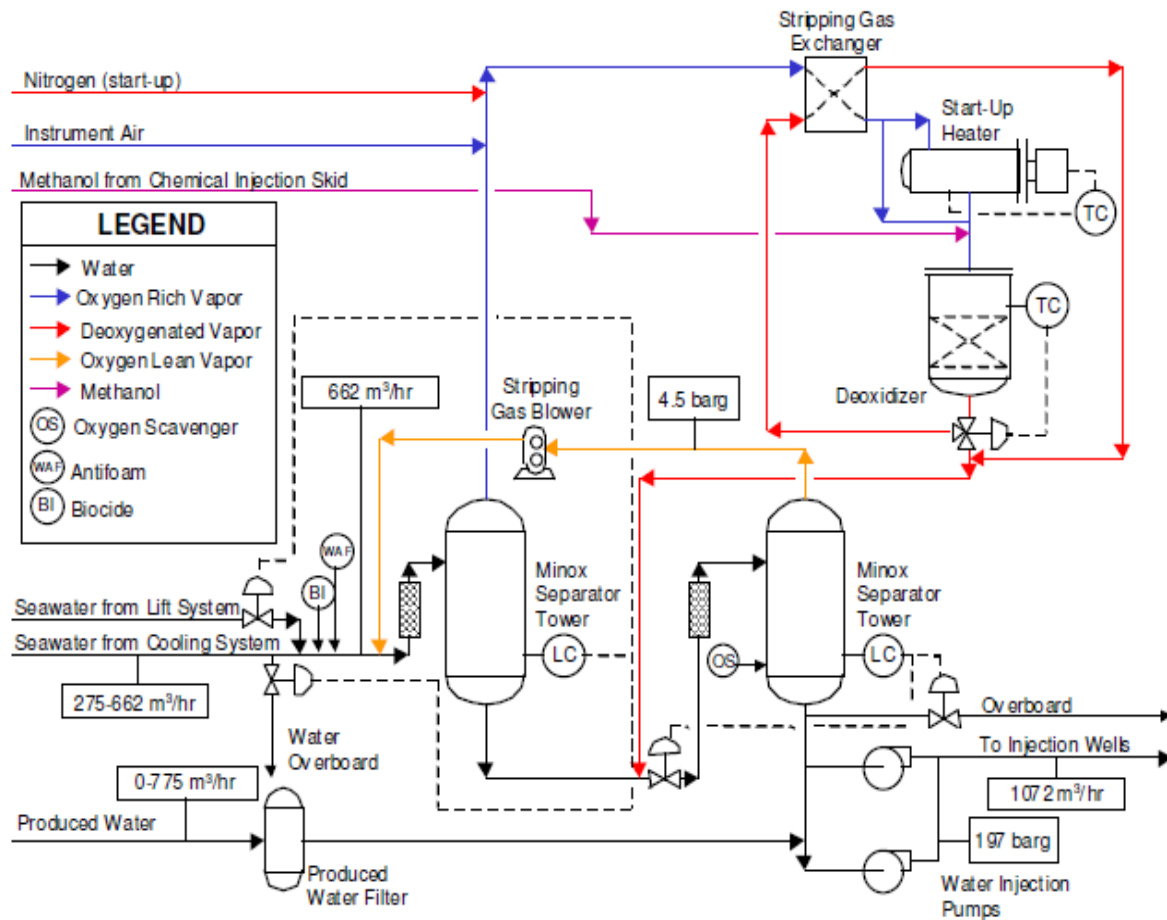 Stripping Gas
Exchanger
Nitrogen (start-up)
Start-Up
Heater
Instrument Air
Methanol from Chemical Injection Skid
TC
LEGEND
Water
Oxygen Rich Vapor
Deoxygenated Vapor
Oxygen Lean Vapor
Methanol
OS Oxygen Scavenger
WAF Antifoam
BI Biocide
TC
662 m³/hr
Stripping
Gas Blower
4.5 barg
Deoxidizer
WAF
BI
Minox
Separator
Tower
LC
Minox
Separator
Tower
LC
OS
Seawater from Lift System
Seawater from Cooling System
275-662 m³/hr
Water
Overboard
Overboard
To Injection Wells
0-775 m³/hr
1072 m³/hr
Produced Water
197 barg
Produced
Water Filter
Water Injection
Pumps